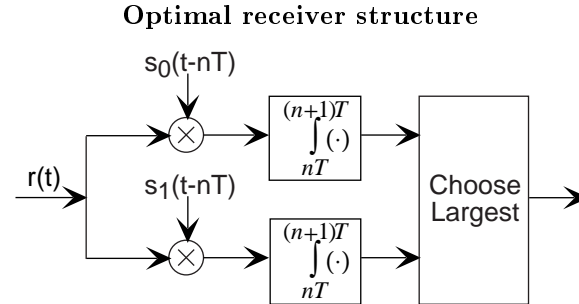 Optimal receiver structure
s0(t-nT)
(n+1)T
∫(·)
nT
r(t)
s1(t-nT)
(n+1)T
∫(·)
nT
Choose
Largest